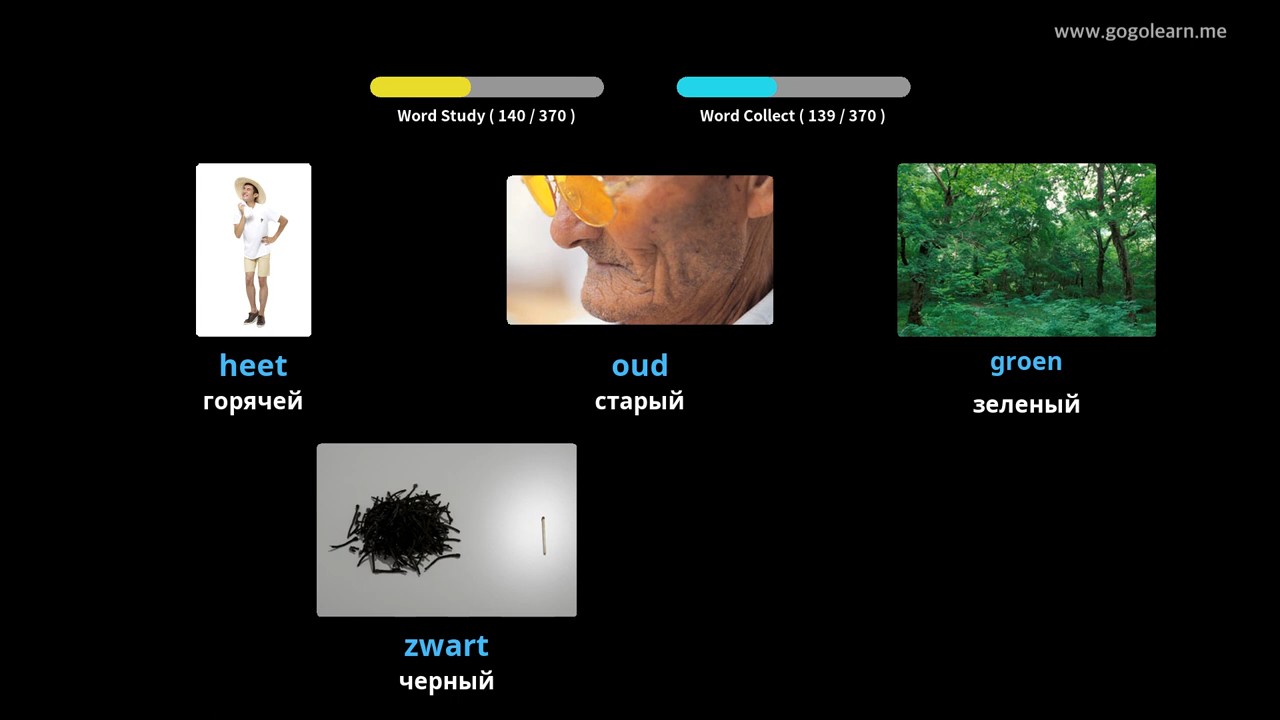 www.gogolearn.me
Word Study ( 140 / 370 )
Word Collect ( 139 / 370 )
heet
горячей
oud
старый
groen
зеленый
zwart
черный